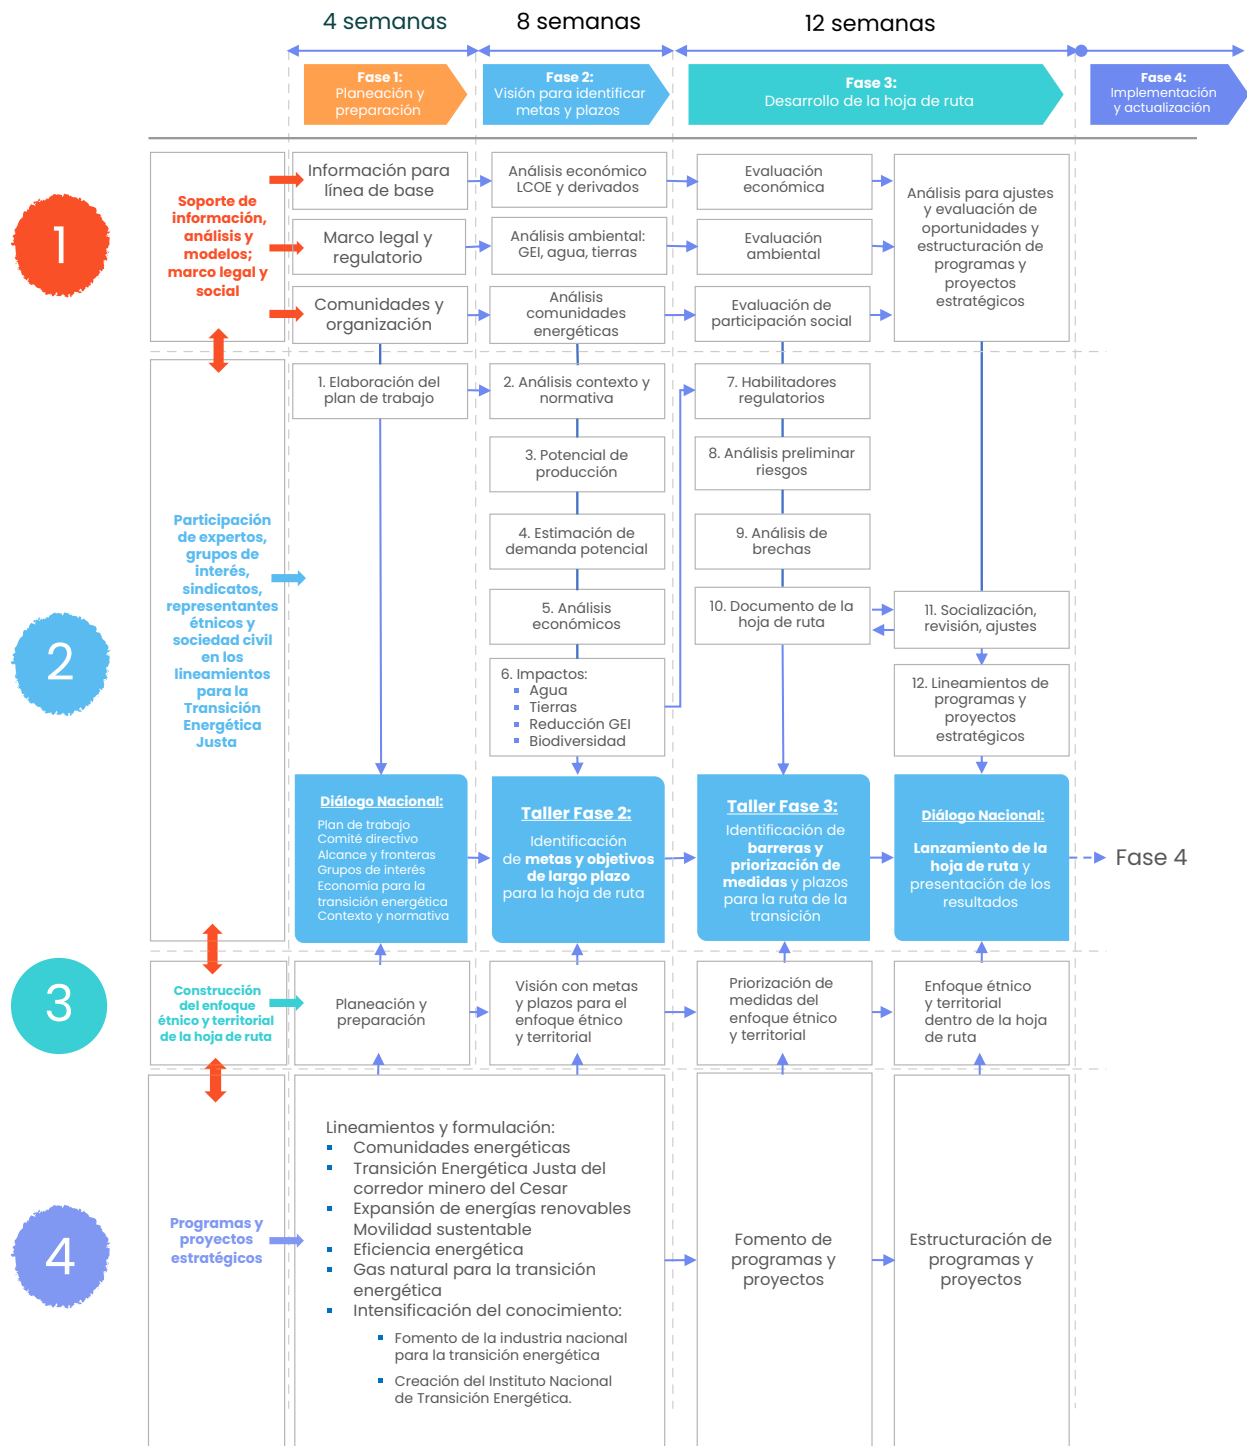 4 semanas
8 semanas
12 semanas
Fase 1:
Planeación y
preparación
Fase 2:
Visión para identificar
metas y plazos
Fase 3:
Desarrollo de la hoja de ruta
Fase 4:
Implementación
y actualización
1
Soporte de
información,
análisis y
modelos;
marco legal y
social
Información para
línea de base
Análisis económico
LCOE y derivados
Evaluación
económica
Análisis para ajustes
y evaluación de
oportunidades y
estructuración de
programas y
proyectos
estratégicos
Marco legal y
regulatorio
Análisis ambiental:
GEI, agua, tierras
Evaluación
ambiental
Comunidades y
organización
Análisis
comunidades
energéticas
Evaluación de
participación social
2
Participación
de expertos,
grupos de
interés,
sindicatos,
representantes
étnicos y
sociedad civil
en los
lineamientos
para la
Transición
Energética
Justa
1. Elaboración del
plan de trabajo
2. Análisis contexto y
normativa
3. Potencial de
producción
4. Estimación de
demanda potencial
5. Análisis
económicos
6. Impactos:
Agua
Tierras
Reducción GEI
Biodiversidad
7. Habilitadores
regulatorios
8. Análisis preliminar
riesgos
9. Análisis de
brechas
10. Documento de la
hoja de ruta
11. Socialización,
revisión, ajustes
12. Lineamientos de
programas y
proyectos
estratégicos
Diálogo Nacional:
Plan de trabajo
Comité directivo
Alcance y fronteras
Grupos de interés
Economía para la
transición energética
Contexto y normativa
Taller Fase 2:
Identificación
de metas y objetivos
de largo plazo
para la hoja de ruta
Taller Fase 3:
Identificación de
barreras y
priorización de
medidas y plazos
para la ruta de la
transición
Diálogo Nacional:
Lanzamiento de la
hoja de ruta y
presentación de los
resultados
Fase 4
3
Construcción
del enfoque
étnico y territorial
de la hoja de ruta
Planeación y
preparación
Visión con metas
y plazos para el
enfoque étnico
y territorial
Priorización de
medidas del
enfoque étnico
y territorial
Enfoque étnico
y territorial
dentro de la hoja
de ruta
4
Programas y
proyectos
estratégicos
Lineamientos y formulación:
Comunidades energéticas
Transición Energética Justa del
corredor minero del Cesar
Expansión de energías renovables
Movilidad sustentable
Eficiencia energética
Gas natural para la transición
energética
Intensificación del conocimiento:
Fomento de la industria nacional
para la transición energética
Creación del Instituto Nacional
de Transición Energética.
Fomento de
programas y
proyectos
Estructuración de
programas y
proyectos